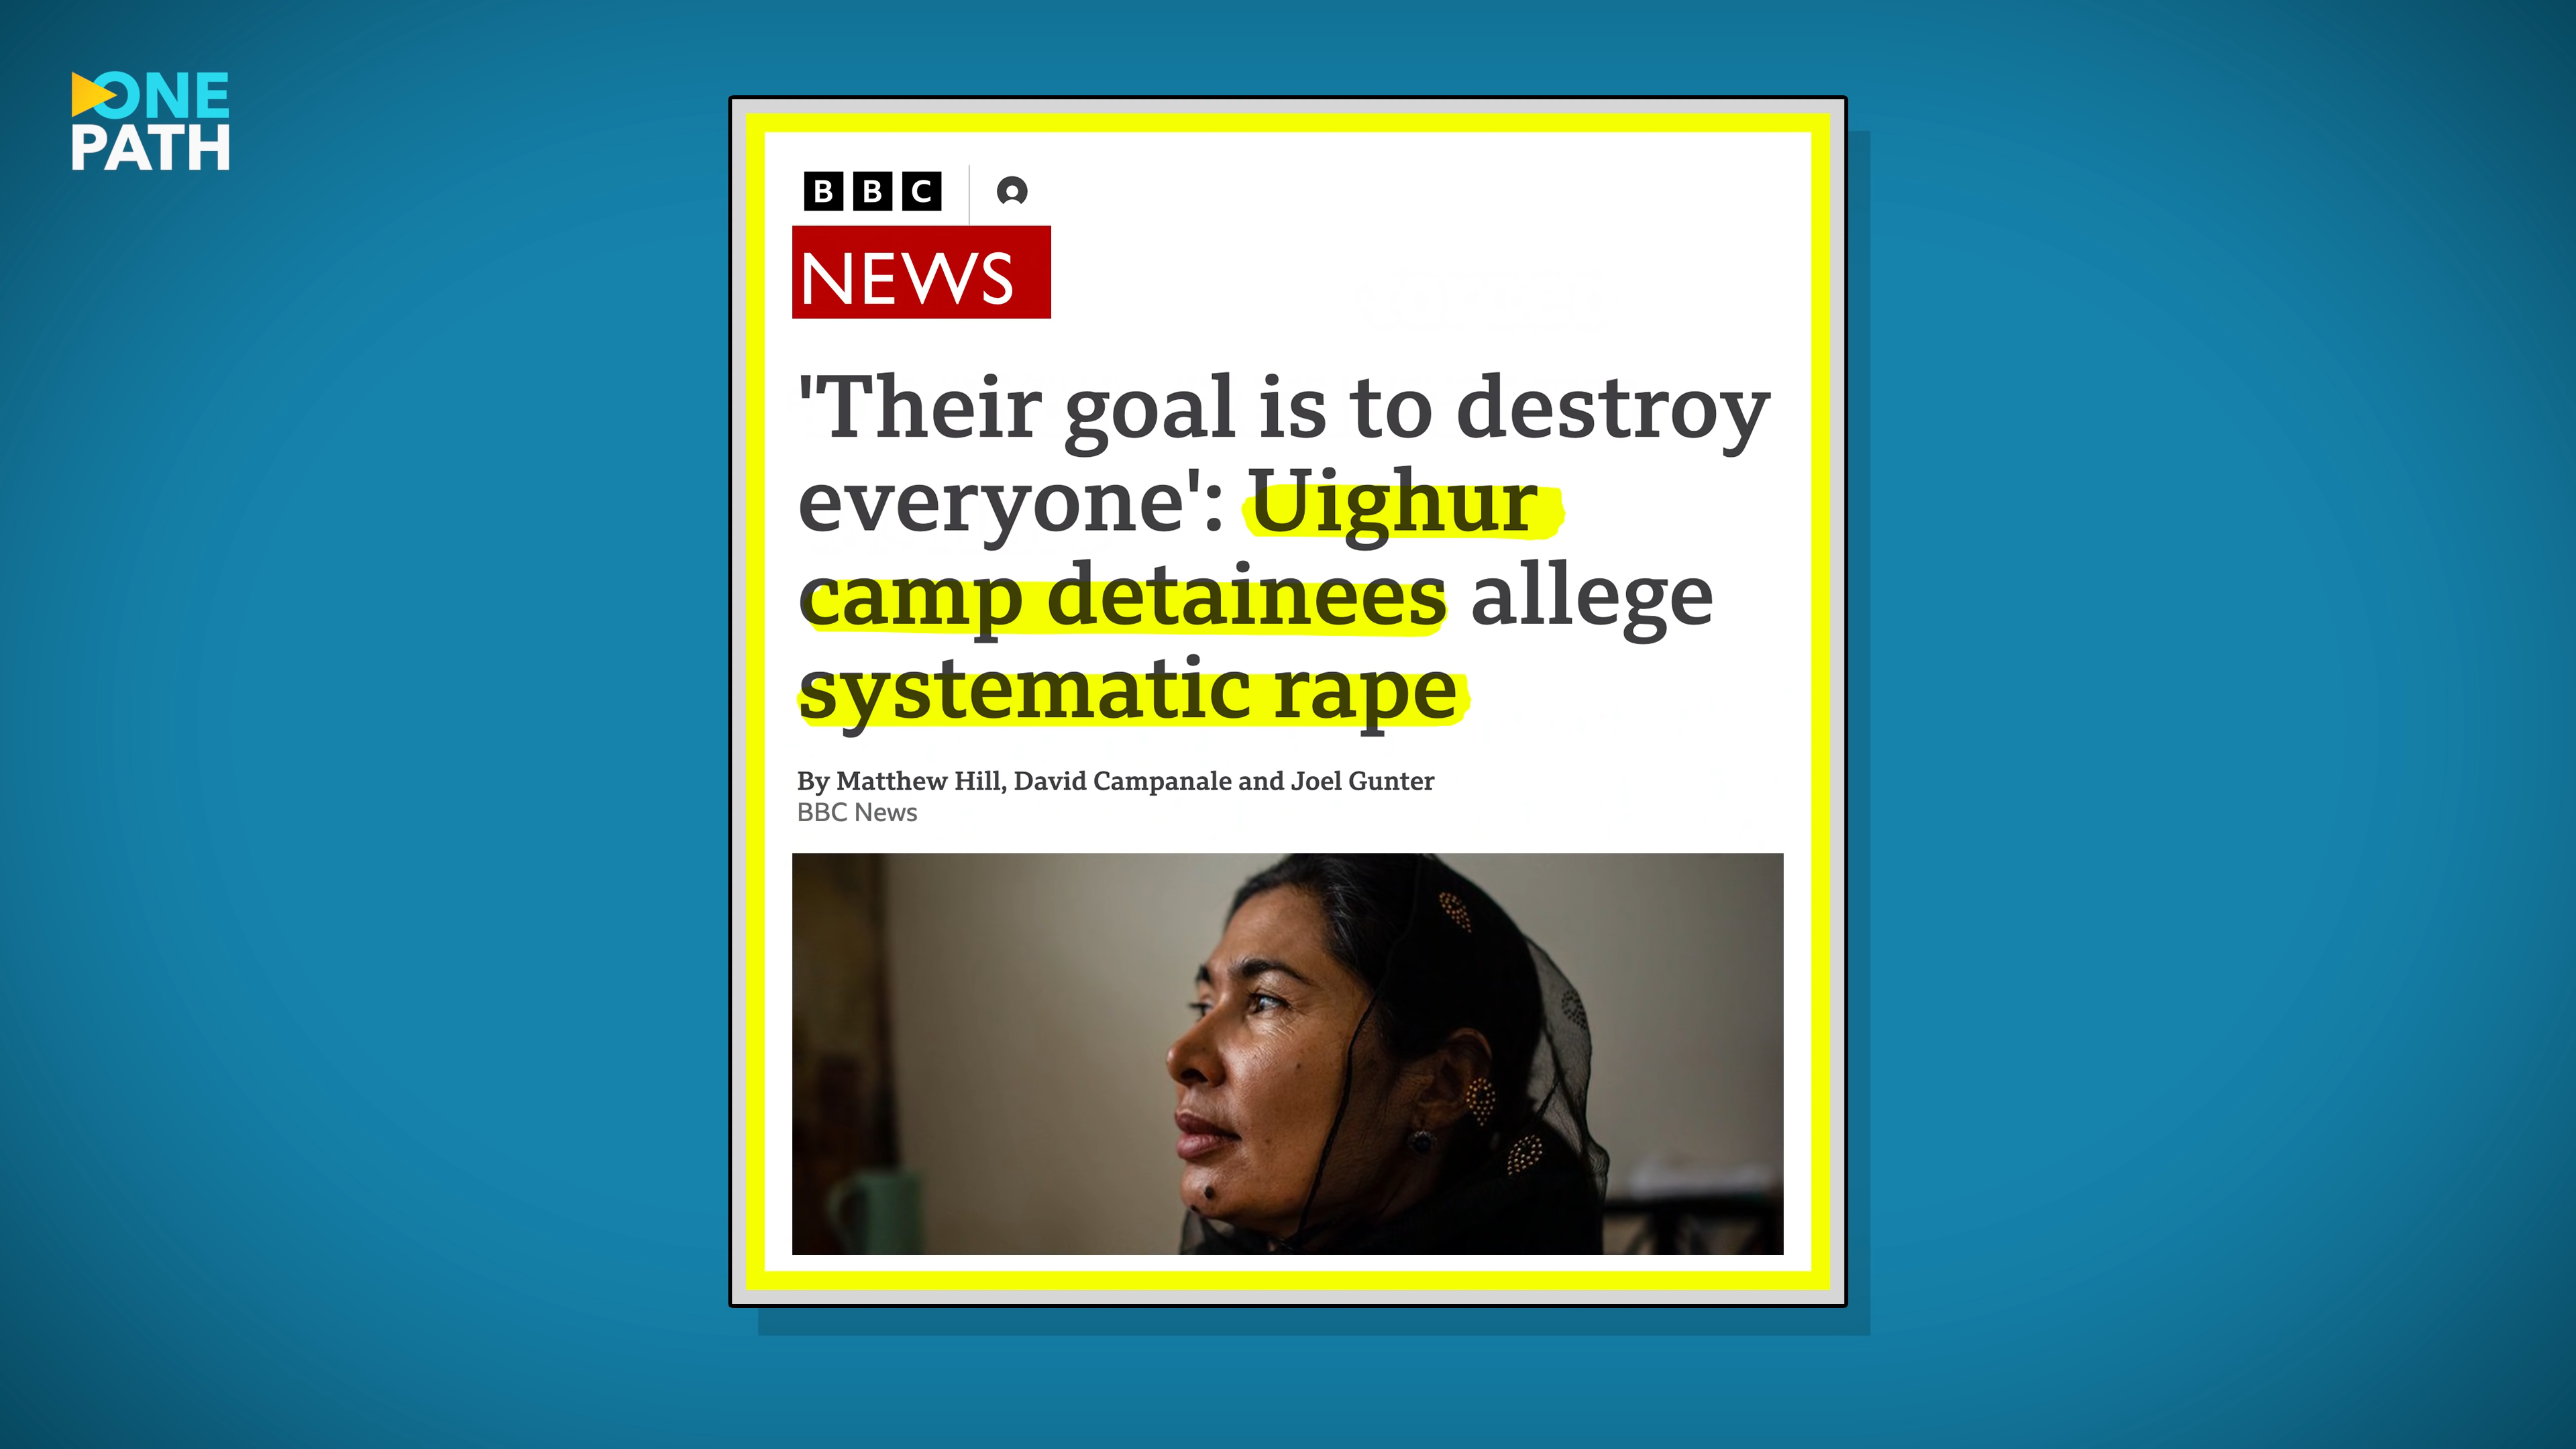 ONE
PATH
BBC
NEWS
'Their goal is to destroy
everyone': Uighur
camp detainees allege
systematic rape
By Matthew Hill, David Campanale and Joel Gunter
BBC News